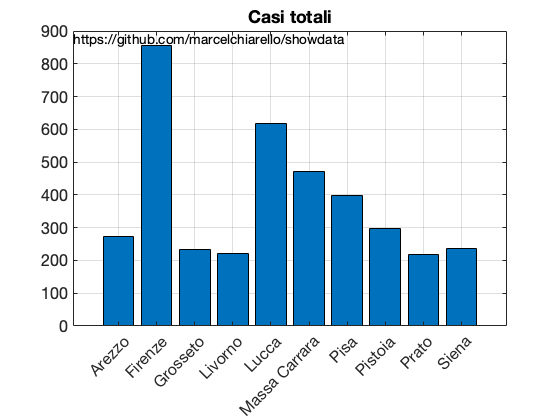 Casi totali
https://github.com/marcelchiarello/showdata
900
800
700
600
500
400
300
200
100
0
Arezzo
Firenze
Grosseto
Livorno
Lucca
Massa Carrara
Pisa
Pistoia
Prato
Siena